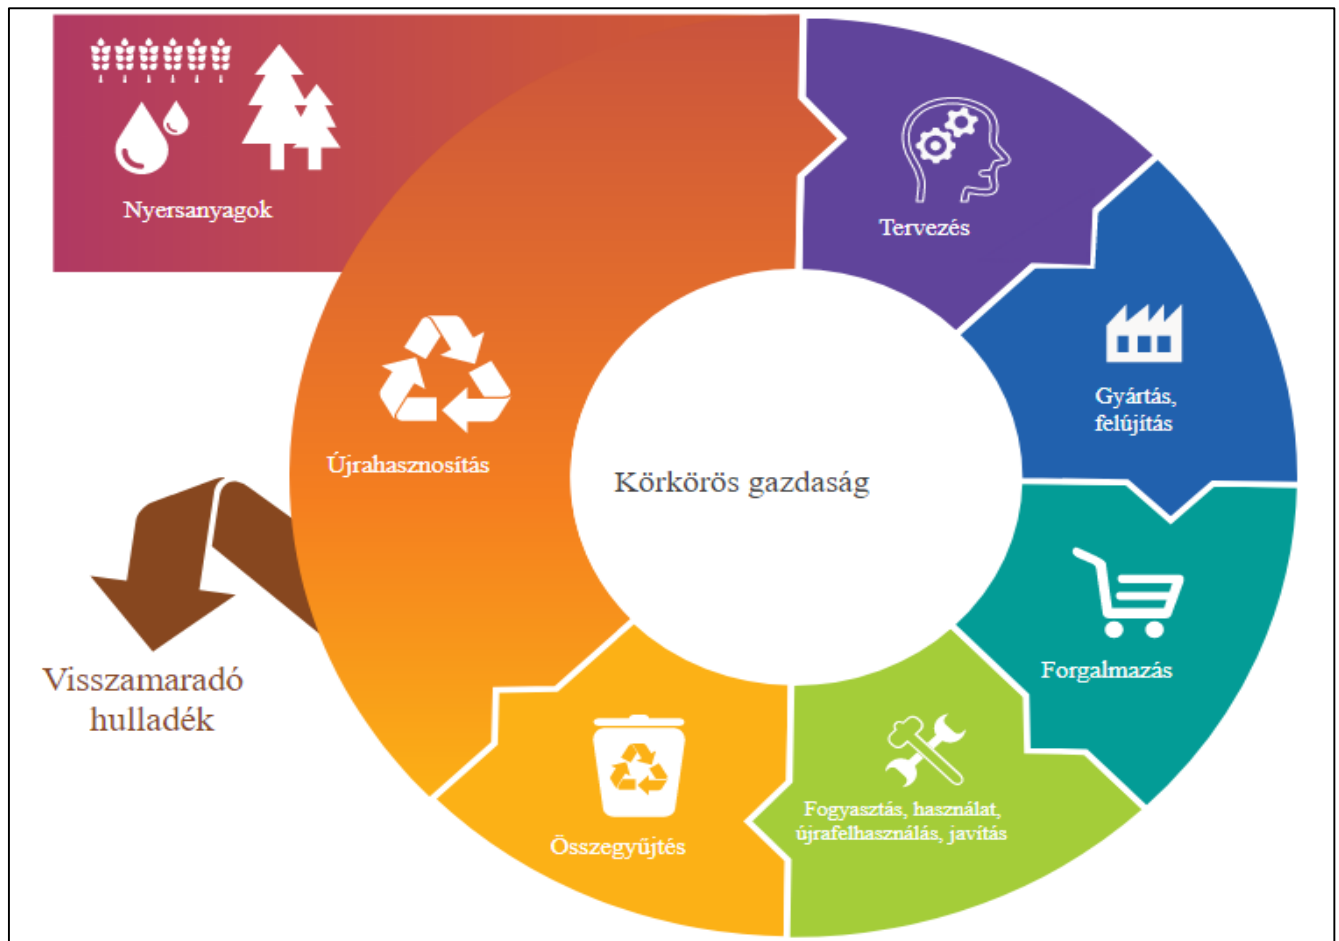 Nyersanyagok
Tervezés
Gyártás,
felújítás
Újrahasznosítás
Körkörös gazdaság
Forgalmazás
Visszamaradó
hulladék
Fogyasztás, használat,
újrafelhasználás, javítás
Összegyűjtés